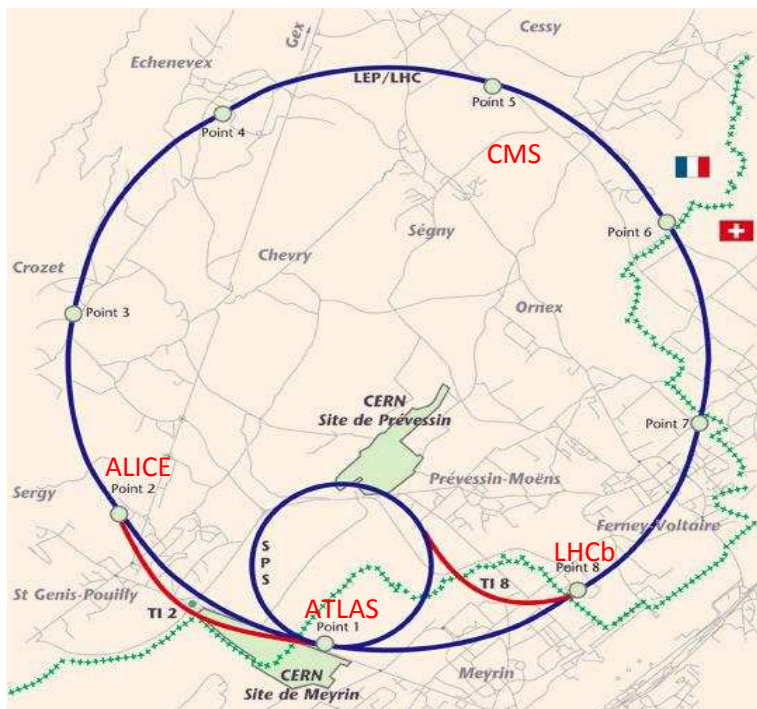 Cessy
Gex
Echenevex
LEP/LHC
Point 5
Point 4
CMS
Point 6
Ségny
Chevry
Crozet
Point 3
Ornex
CERN
Site de Prévessin
Point 7
ALICE
Point 2
Prévessin-Moëns
Sergy
Ferney-Voltaire
SPS
LHCb
Point 8
TI 8
St Genis-Pouilly
TI 2
ATLAS
Point 1
Meyrin
CERN
Site de Meyrin